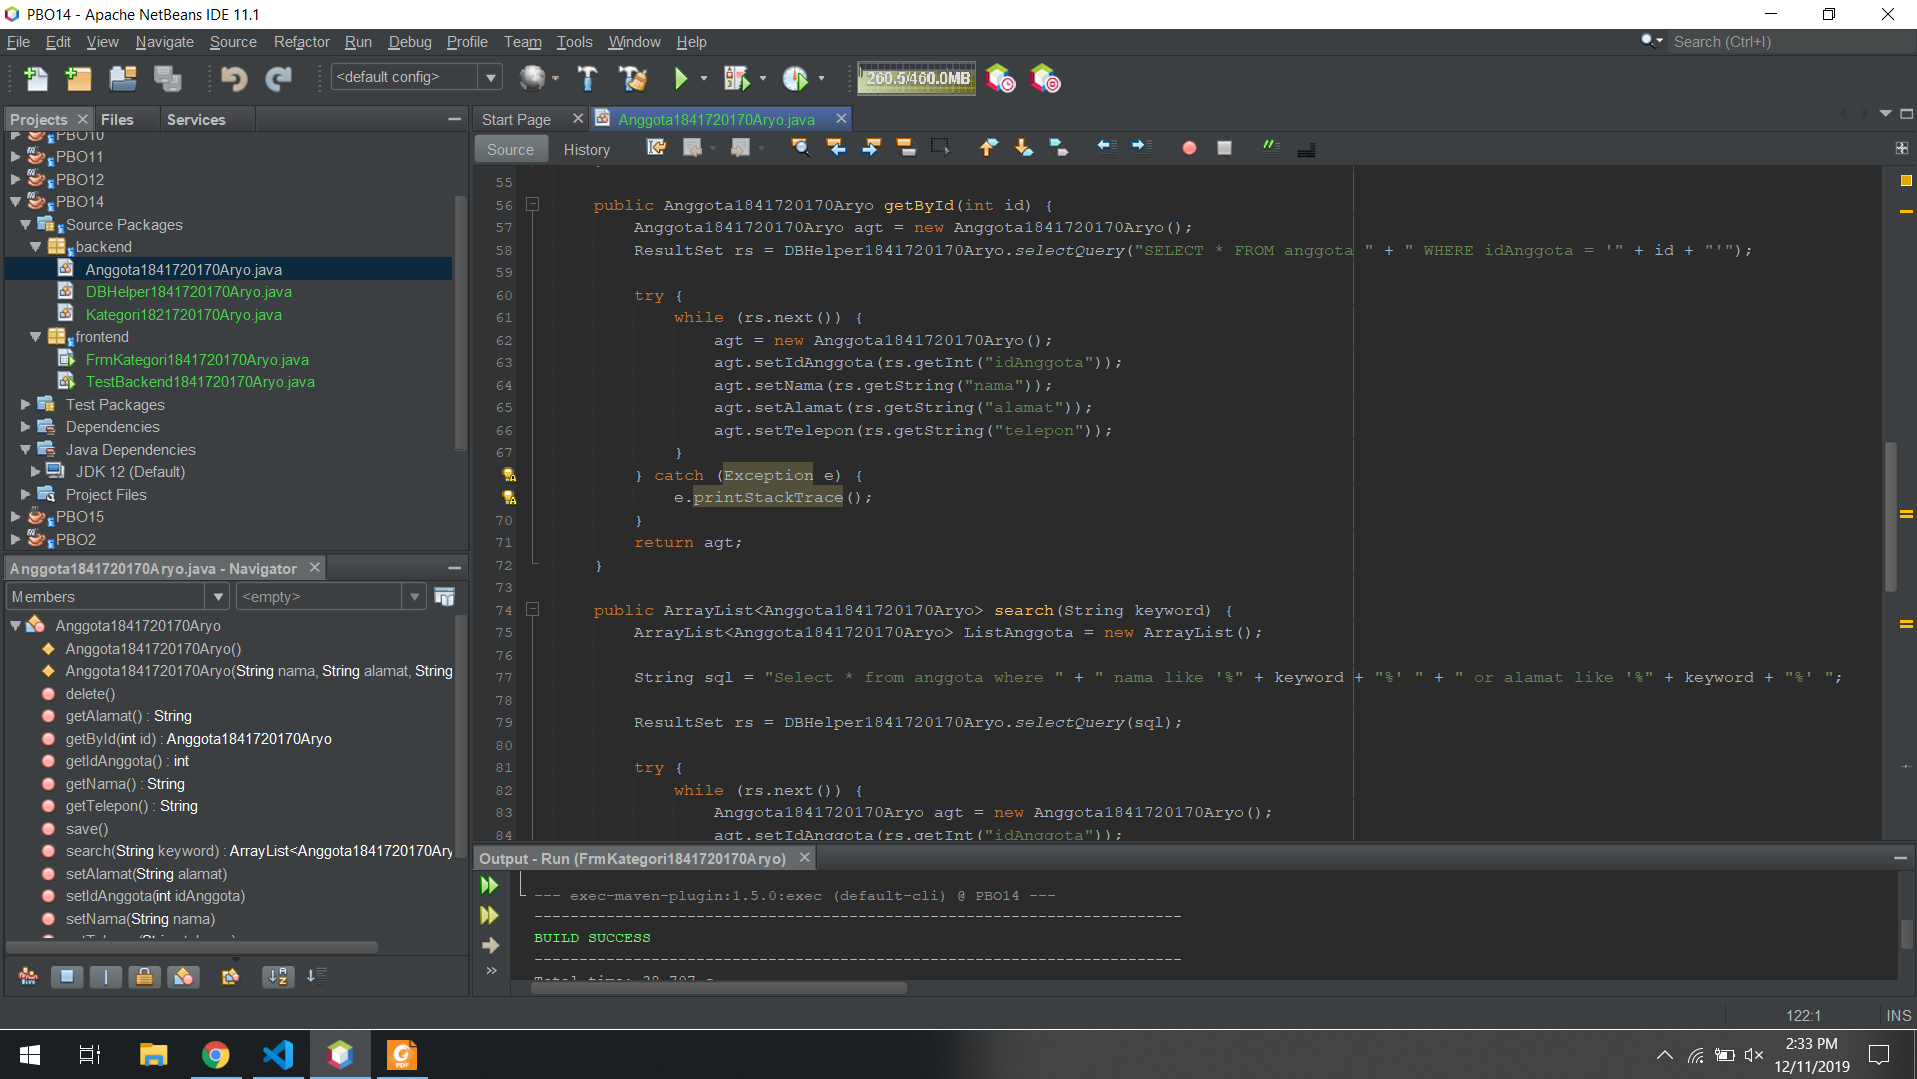 PBO14 - Apache NetBeans IDE 11.1
File Edit View Navigate Source Refactor Run Debug Profile Team Tools Window Help
Search (Ctrl+I)
<default config>
260.5/460.0MB
Projects
Files
Services
PBO10
PBO11
PBO12
PBO14
Source Packages
backend
Anggota1841720170Aryo.java
DBHelper1841720170Aryo.java
Kategori1821720170Aryo.java
frontend
FrmKategori1841720170Aryo.java
TestBackend1841720170Aryo.java
Test Packages
Dependencies
Java Dependencies
JDK 12 (Default)
Project Files
PBO15
PBO2
Anggota1841720170Aryo.java - Navigator
Members
<empty>
Anggota1841720170Aryo
Anggota1841720170Aryo()
Anggota1841720170Aryo(String nama, String alamat, String
delete()
getAlamat() : String
getById(int id) : Anggota1841720170Aryo
getIdAnggota() : int
getNama() : String
getTelepon() : String
save()
search(String keyword) : ArrayList<Anggota1841720170Ary
setAlamat(String alamat)
setIdAnggota(int idAnggota)
setNama(String nama)
Start Page
Anggota1841720170Aryo.java
Source
History
55
56 public Anggota1841720170Aryo getById(int id) {
57 Anggota1841720170Aryo agt = new Anggota1841720170Aryo();
58 ResultSet rs = DBHelper1841720170Aryo.selectQuery("SELECT * FROM anggota " + " WHERE idAnggota = '" + id + "'");
59
60 try {
61 while (rs.next()) {
62 agt = new Anggota1841720170Aryo();
63 agt.setIdAnggota(rs.getInt("idAnggota"));
64 agt.setNama(rs.getString("nama"));
65 agt.setAlamat(rs.getString("alamat"));
66 agt.setTelepon(rs.getString("telepon"));
67 }
} catch (Exception e) {
e.printStackTrace();
70 }
71 return agt;
72 }
73
74 public ArrayList<Anggota1841720170Aryo> search(String keyword) {
75 ArrayList<Anggota1841720170Aryo> ListAnggota = new ArrayList();
76
77 String sql = "Select * from anggota where " + " nama like '%" + keyword + "%' " + " or alamat like '%" + keyword + "%' ";
78
79 ResultSet rs = DBHelper1841720170Aryo.selectQuery(sql);
80
81 try {
82 while (rs.next()) {
83 Anggota1841720170Aryo agt = new Anggota1841720170Aryo();
84 agt.setIdAnggota(rs.getInt("idAnggota"));
Output - Run (FrmKategori1841720170Aryo)
--- exec-maven-plugin:1.5.0:exec (default-cli) @ PBO14 ---
------------------------------------------------------------------------
BUILD SUCCESS
------------------------------------------------------------------------
Total time: 38.707 s
122:1
INS
2:33 PM
12/11/2019